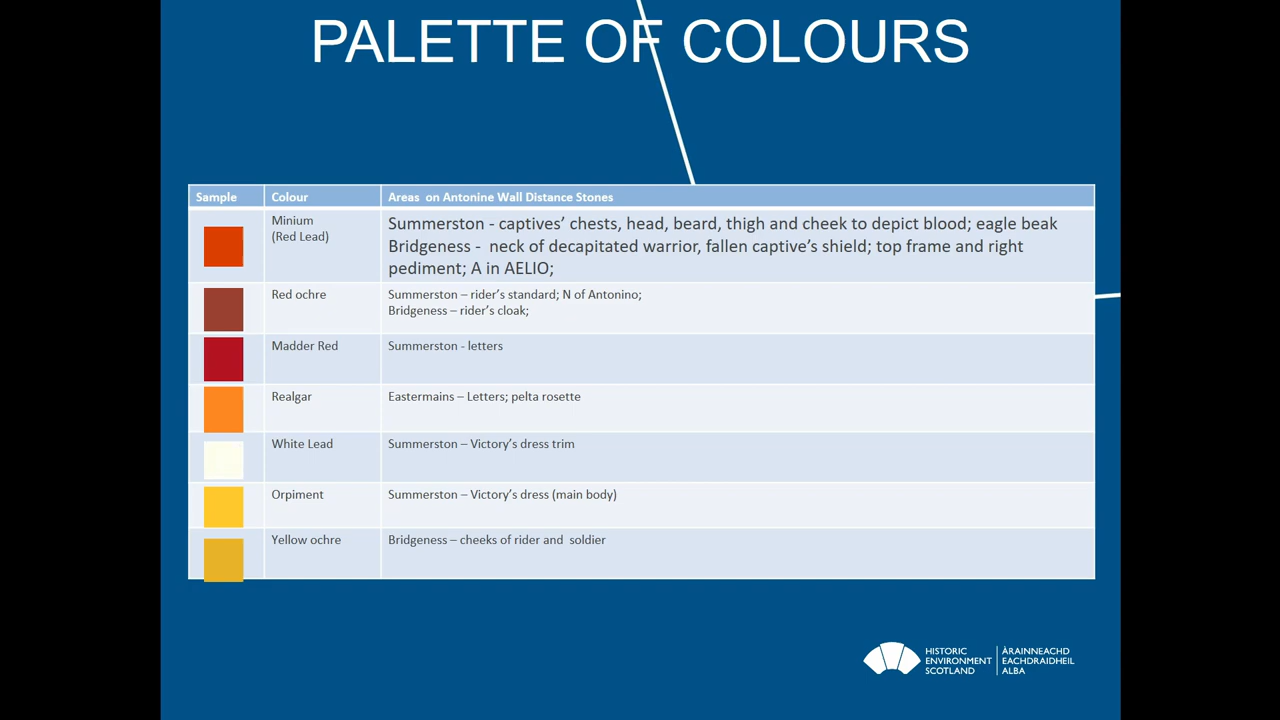 PALETTE OF COLOURS
Sample Colour Areas on Antonine Wall Distance Stones
Minium
(Red Lead)
Summerston - captives’ chests, head, beard, thigh and cheek to depict blood; eagle beak
Bridgeness - neck of decapitated warrior, fallen captive’s shield; top frame and right
pediment; A in AELIO;
Red ochre
Summerston – rider’s standard; N of Antonino;
Bridgeness – rider’s cloak;
Madder Red
Summerston - letters
Realgar
Eastermains – Letters; pelta rosette
White Lead
Summerston – Victory’s dress trim
Orpiment
Summerston – Victory’s dress (main body)
Yellow ochre
Bridgeness – cheeks of rider and soldier
HISTORIC
ENVIRONMENT
SCOTLAND
ÀRAINNEACHD
EACHDRAIDHEIL
ALBA